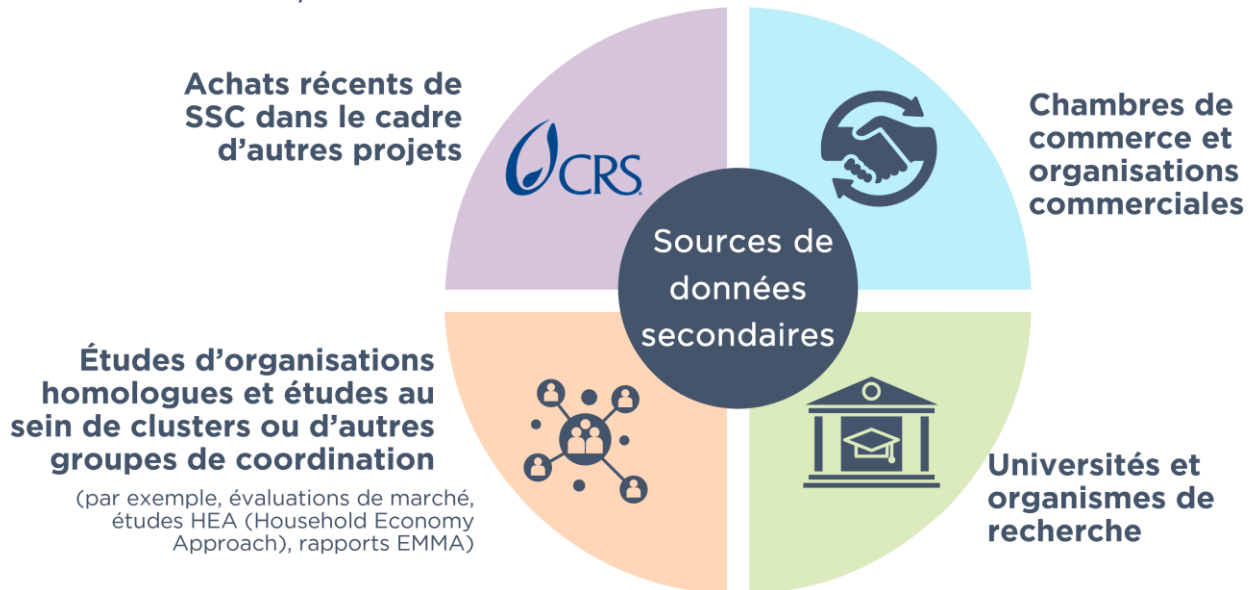 Achats récents de
SSC dans le cadre
d'autres projets
CRS
Chambres de
commerce et
organisations
commerciales
Sources de
données
secondaires
Études d'organisations
homologues et études au
sein de clusters ou d'autres
groupes de coordination
(par exemple, évaluations de marché,
études HEA (Household Economy
Approach), rapports EMMA)
Universités et
organismes de
recherche